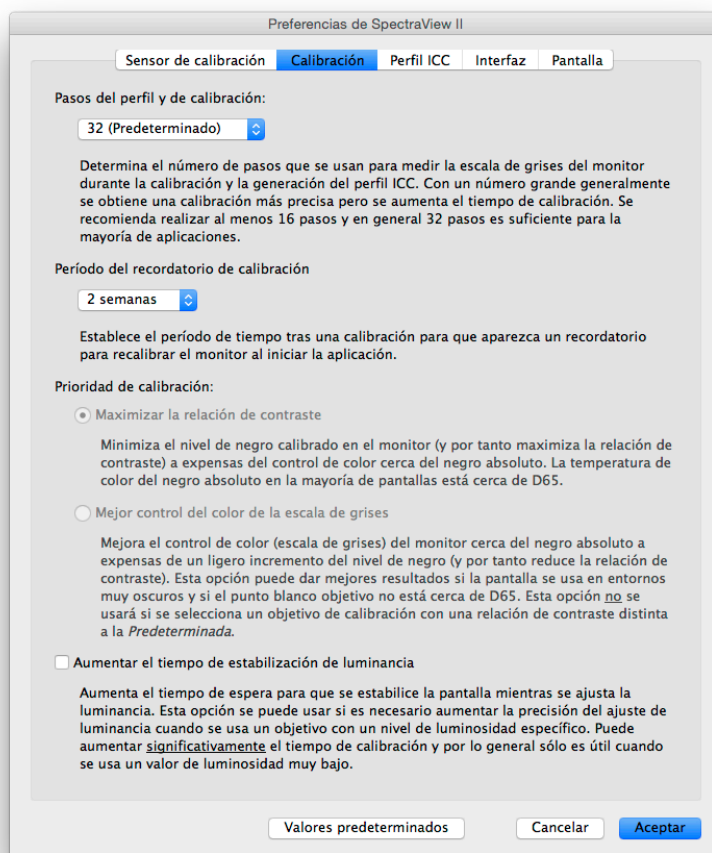 Preferencias de SpectraView II
Sensor de calibración Calibración Perfil ICC Interfaz Pantalla
Pasos del perfil y de calibración:
32 (Predeterminado)
Determina el número de pasos que se usan para medir la escala de grises del monitor
durante la calibración y la generación del perfil ICC. Con un número grande generalmente
se obtiene una calibración más precisa pero se aumenta el tiempo de calibración. Se
recomienda realizar al menos 16 pasos y en general 32 pasos es suficiente para la
mayoría de aplicaciones.
Período del recordatorio de calibración
2 semanas
Establece el período de tiempo tras una calibración para que aparezca un recordatorio
para recalibrar el monitor al iniciar la aplicación.
Prioridad de calibración:
Maximizar la relación de contraste
Minimiza el nivel de negro calibrado en el monitor (y por tanto maximiza la relación de
contraste) a expensas del control de color cerca del negro absoluto. La temperatura de
color del negro absoluto en la mayoría de pantallas está cerca de D65.
Mejor control del color de la escala de grises
Mejora el control de color (escala de grises) del monitor cerca del negro absoluto a
expensas de un ligero incremento del nivel de negro (y por tanto reduce la relación de
contraste). Esta opción puede dar mejores resultados si la pantalla se usa en entornos
muy oscuros y si el punto blanco objetivo no está cerca de D65. Esta opción no se
usará si se selecciona un objetivo de calibración con una relación de contraste distinta
a la Predeterminada.
Aumentar el tiempo de estabilización de luminancia
Aumenta el tiempo de espera para que se estabilice la pantalla mientras se ajusta la
luminancia. Esta opción se puede usar si es necesario aumentar la precisión del ajuste de
luminancia cuando se usa un objetivo con un nivel de luminosidad específico. Puede
aumentar significativamente el tiempo de calibración y por lo general sólo es útil cuando
se usa un valor de luminosidad muy bajo.
Valores predeterminados Cancelar Aceptar